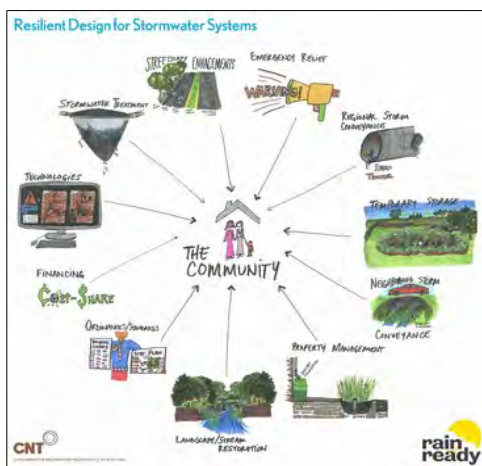 Resilient Design for Stormwater Systems
STREETSCAPE ENHANCEMENTS
EMERGENCY RELIEF
WARNING!
STORMWATER TREATMENT
REGIONAL STORM
CONVEYANCE
TECHNOLOGIES
TEMPORARY STORAGE
THE
COMMUNITY
FINANCING
COST-SHARE
NEIGHBORING STORM
CONVEYANCE
ORDINANCES/STANDARDS
PROPERTY MANAGEMENT
LANDSCAPE/STREAM
RESTORATION
CNT
rain
ready